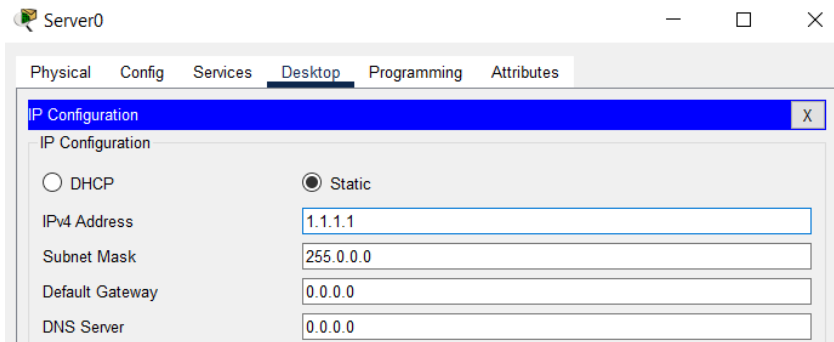 Server0
Physical Config Services Desktop Programming Attributes
IP Configuration X
IP Configuration
DHCP Static
IPv4 Address 1.1.1.1
Subnet Mask 255.0.0.0
Default Gateway 0.0.0.0
DNS Server 0.0.0.0